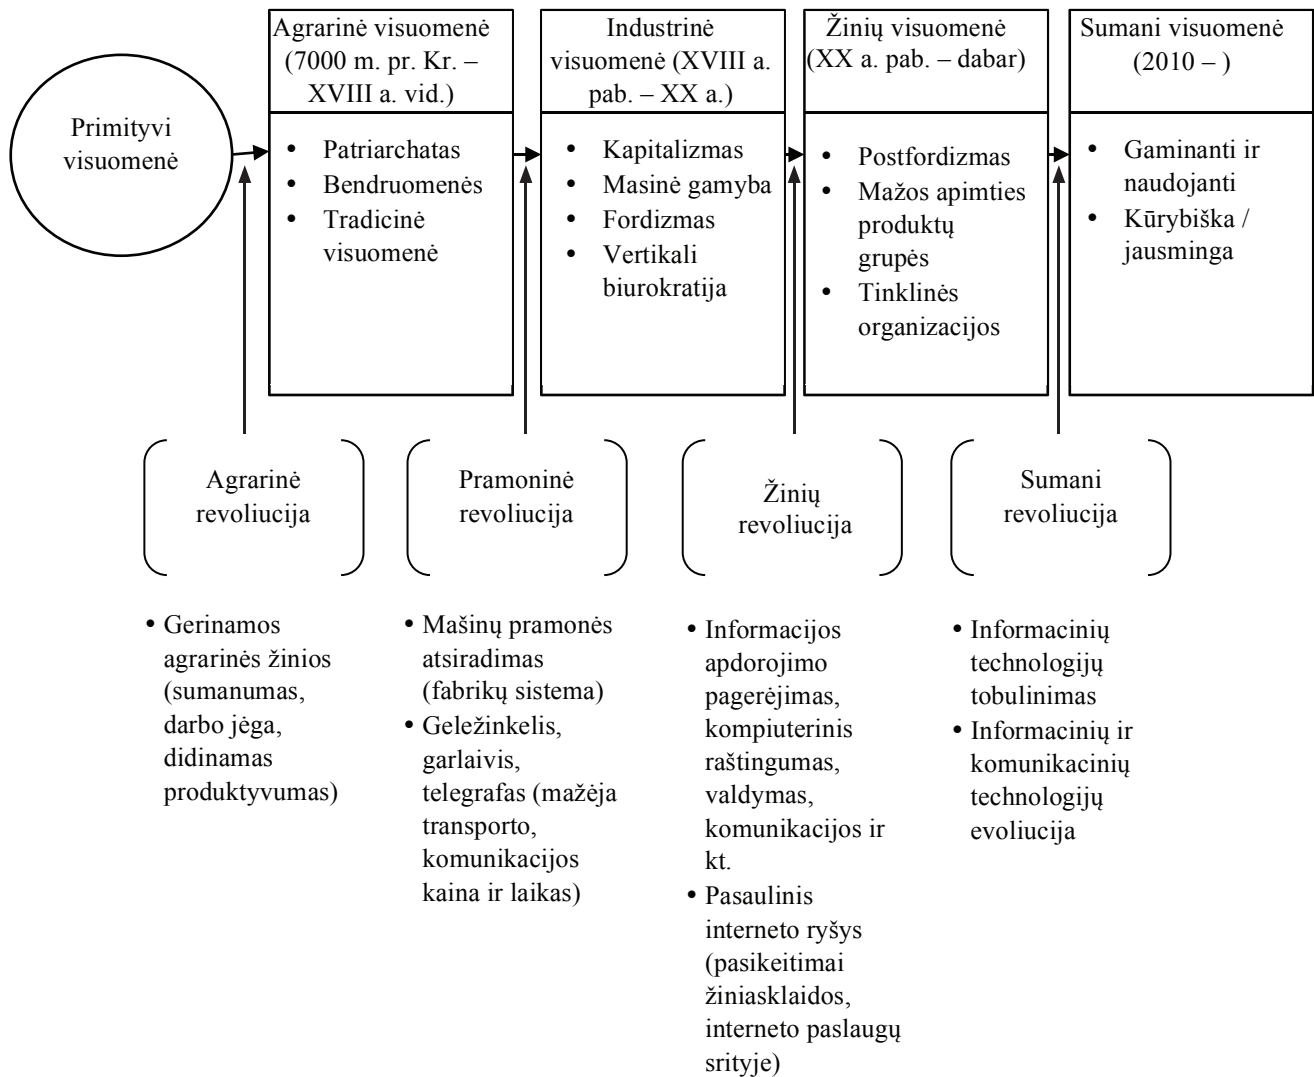 Primityvi
visuomenė
Agrarinė visuomenė
(7000 m. pr. Kr. –
XVIII a. vid.)
• Patriarchatas
• Bendruomenės
• Tradicinė
visuomenė
Industrinė
visuomenė (XVIII a.
pab. – XX a.)
• Kapitalizmas
• Masinė gamyba
• Fordizmas
• Vertikali
biurokratija
Žinių visuomenė
(XX a. pab. – dabar)
• Postfordizmas
• Mažos apimties
produktų
grupės
• Tinklinės
organizacijos
Sumani visuomenė
(2010 – )
• Gaminanti ir
naudojanti
• Kūrybiška /
jausminga
Agrarinė
revoliucija
Pramoninė
revoliucija
Žinių
revoliucija
Sumani
revoliucija
• Gerinamos
agrarinės žinios
(sumanumas,
darbo jėga,
didinamas
produktyvumas)
• Mašinų pramonės
atsiradimas
(fabrikų sistema)
• Geležinkelis,
garlaivis,
telegrafas (mažėja
transporto,
komunikacijos
kaina ir laikas)
• Informacijos
apdorojimo
pagerėjimas,
kompiuterinis
raštingumas,
valdymas,
komunikacijos ir
kt.
• Pasaulinis
interneto ryšys
(pasikeitimai
žiniasklaidos,
interneto paslaugų
srityje)
• Informacinių
technologijų
tobulinimas
• Informacinių ir
komunikacinių
technologijų
evoliucija